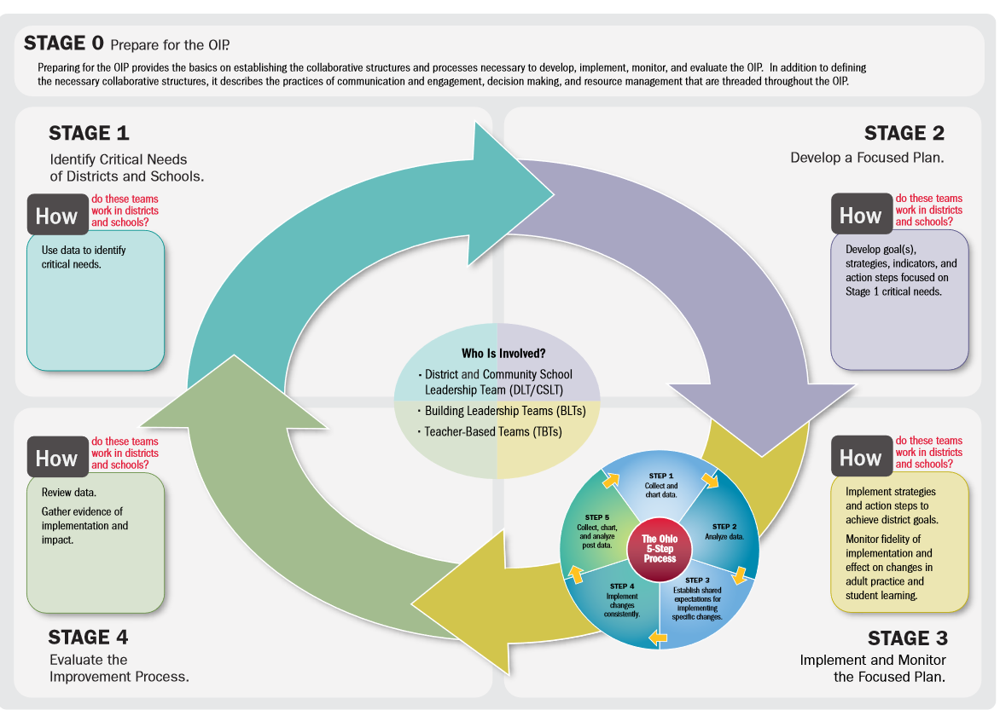 STAGE 0 Prepare for the OIP.
Preparing for the OIP provides the basics on establishing the collaborative structures and processes necessary to develop, implement, monitor, and evaluate the OIP. In addition to defining
the necessary collaborative structures, it describes the practices of communication and engagement, decision making, and resource management that are threaded throughout the OIP.
STAGE 1
Identify Critical Needs
of Districts and Schools.
How
do these teams
work in districts
and schools?
Use data to identify
critical needs.
STAGE 2
Develop a Focused Plan.
How
do these teams
work in districts
and schools?
Develop goal(s),
strategies, indicators, and
action steps focused on
Stage 1 critical needs.
Who Is Involved?
· District and Community School
Leadership Team (DLT/CSLT)
· Building Leadership Teams (BLTs)
· Teacher-Based Teams (TBTs)
How
do these teams
work in districts
and schools?
Implement strategies
and action steps to
achieve district goals.
Monitor fidelity of
implementation and
effect on changes in
adult practice and
student learning.
STAGE 3
Implement and Monitor
the Focused Plan.
The Ohio
5-Step
Process
STEP 1
Collect and
chart data.
STEP 2
Analyze data.
STEP 3
Establish shared
expectations for
implementing
specific changes.
STEP 4
Implement
changes
consistently.
STEP 5
Collect, chart,
and analyze
post data.
How
do these teams
work in districts
and schools?
Review data.
Gather evidence of
implementation and
impact.
STAGE 4
Evaluate the
Improvement Process.